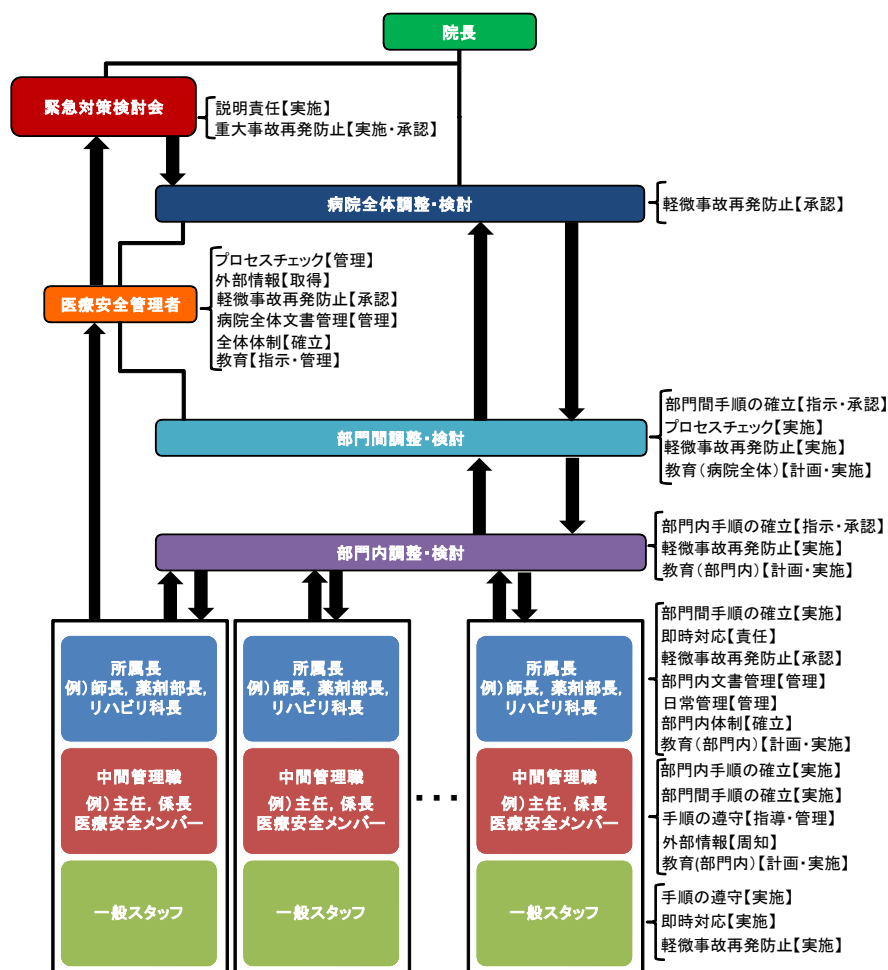 院長
緊急対策検討会
説明責任【実施】
重大事故再発防止【実施・承認】
病院全体調整・検討
軽微事故再発防止【承認】
医療安全管理者
プロセスチェック【管理】
外部情報【取得】
軽微事故再発防止【承認】
病院全体文書管理【管理】
全体体制【確立】
教育【指示・管理】
部門間調整・検討
部門間手順の確立【指示・承認】
プロセスチェック【実施】
軽微事故再発防止【実施】
教育（病院全体）【計画・実施】
部門内調整・検討
部門内手順の確立【指示・承認】
軽微事故再発防止【実施】
教育（部門内）【計画・実施】
所属長
例）師長，薬剤部長，
リハビリ科長
所属長
例）師長，薬剤部長，
リハビリ科長
所属長
例）師長，薬剤部長，
リハビリ科長
部門間手順の確立【実施】
即時対応【責任】
軽微事故再発防止【承認】
部門内文書管理【管理】
日常管理【管理】
部門内体制【確立】
教育（部門内）【計画・実施】
中間管理職
例）主任，係長
医療安全メンバー
中間管理職
例）主任，係長
医療安全メンバー
・・・
中間管理職
例）主任，係長
医療安全メンバー
部門内手順の確立【実施】
部門間手順の確立【実施】
手順の遵守【指導・管理】
外部情報【周知】
教育(部門内)【計画・実施】
一般スタッフ
一般スタッフ
一般スタッフ
手順の遵守【実施】
即時対応【実施】
軽微事故再発防止【実施】